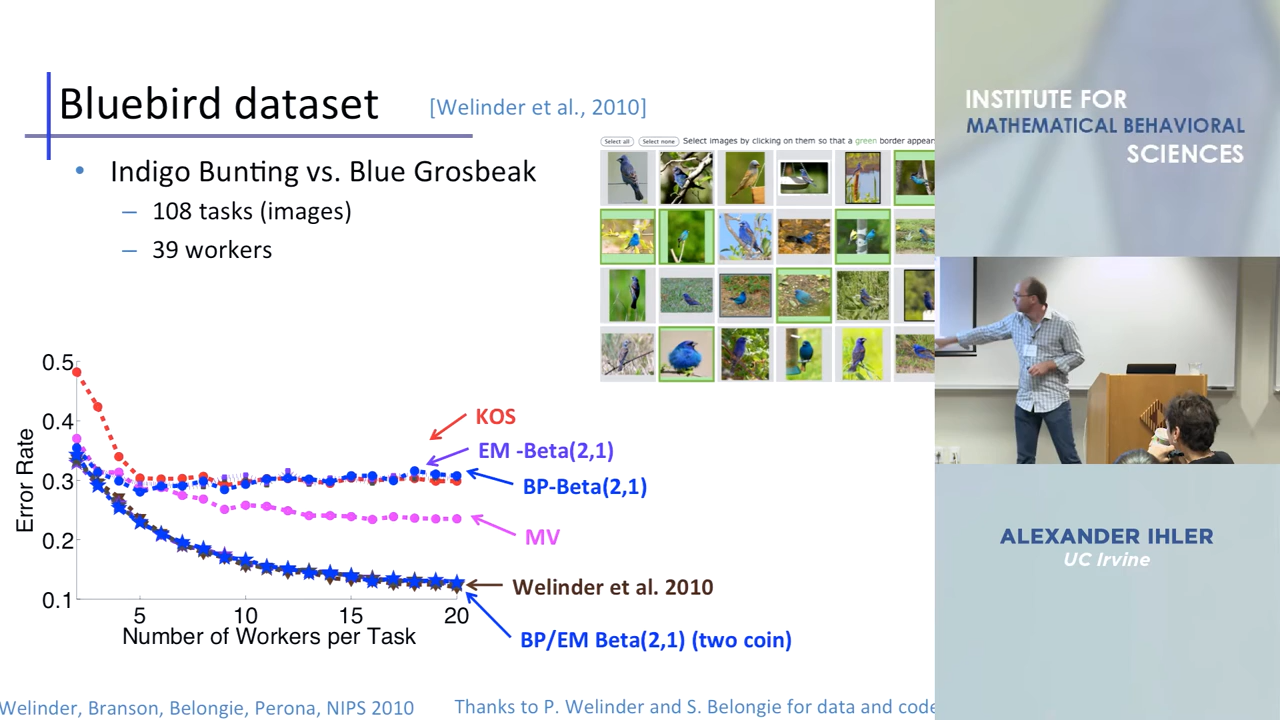 Bluebird dataset
[Welinder et al., 2010]
• Indigo Bunting vs. Blue Grosbeak
– 108 tasks (images)
– 39 workers
Select all
Select none
Select images by clicking on them so that a green border appear
0.5
0.4
0.3
0.2
0.1
Error Rate
5
10
15
20
Number of Workers per Task
KOS
EM -Beta(2,1)
BP-Beta(2,1)
MV
Welinder et al. 2010
BP/EM Beta(2,1) (two coin)
Welinder, Branson, Belongie, Perona, NIPS 2010
Thanks to P. Welinder and S. Belongie for data and code
INSTITUTE FOR
MATHEMATICAL BEHAVIORAL
SCIENCES
ALEXANDER IHLER
UC Irvine